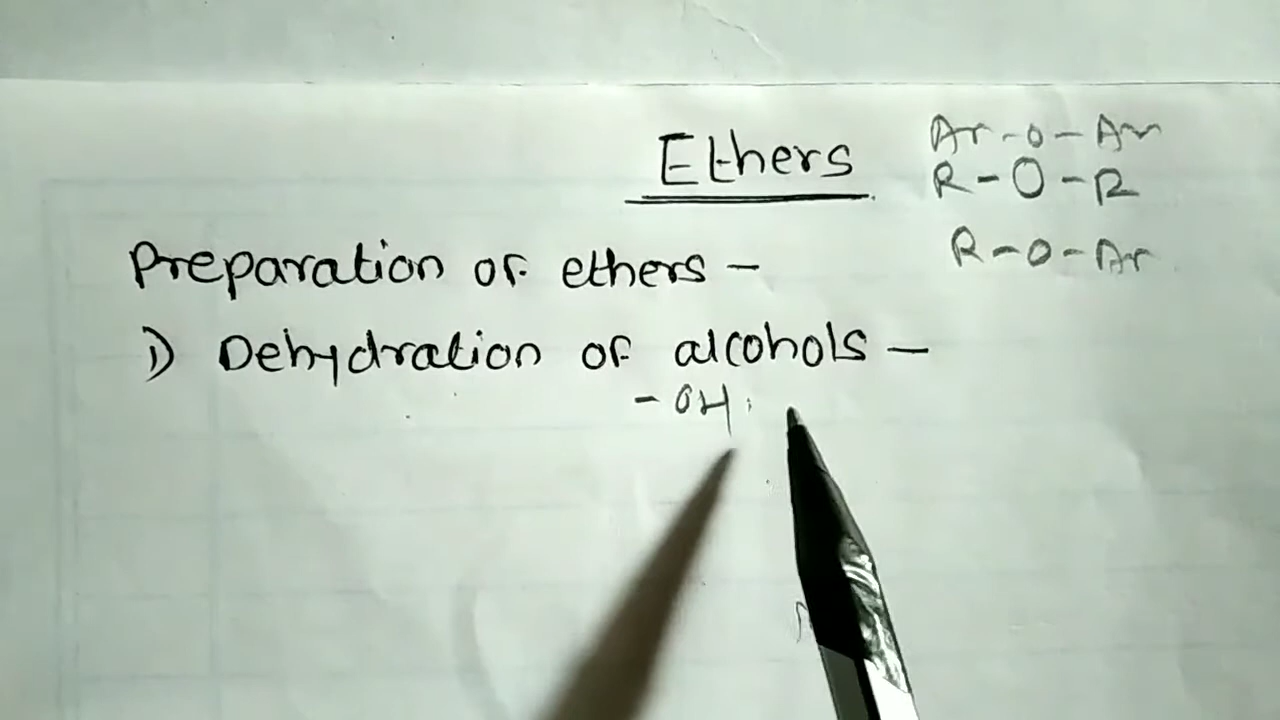 Ethers
Ar-O-Ar
R-O-R
R-O-Ar
Preparation of ethers -
1) Dehydration of alcohols -
- OH